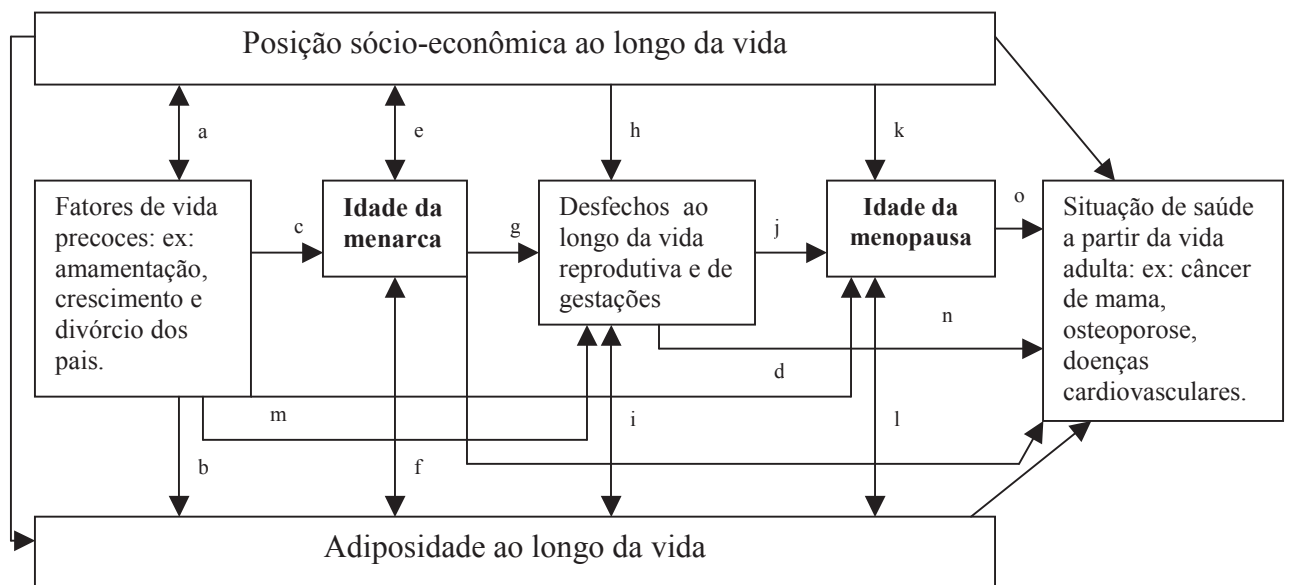 Posição sócio-econômica ao longo da vida
a
e
h
k
Fatores de vida
precoces: ex:
amamentação,
crescimento e
divórcio dos
pais.
c
Idade da
menarca
g
Desfechos ao
longo da vida
reprodutiva e de
gestações
j
Idade da
menopausa
o
Situação de saúde
a partir da vida
adulta: ex: câncer
de mama,
osteoporose,
doenças
cardiovasculares.
n
d
m
i
l
b
f
Adiposidade ao longo da vida